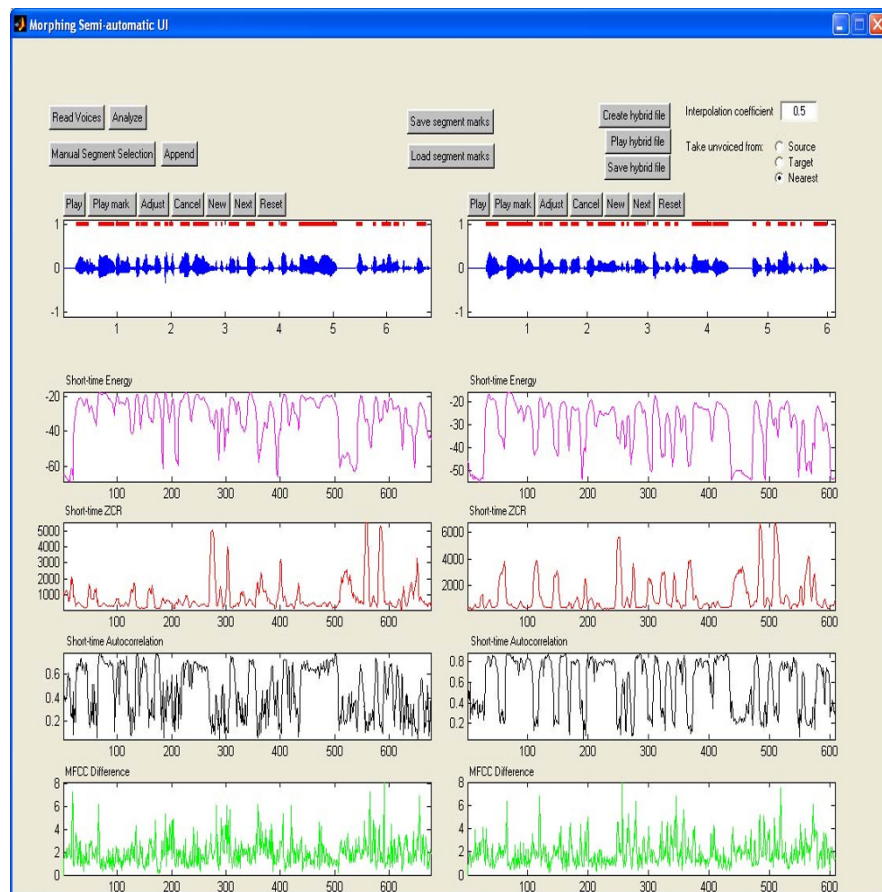 Morphing Semi-automatic UI
Read Voices Analyze Save segment marks Create hybrid file Interpolation coefficient 0.5
Manual Segment Selection Append Load segment marks Play hybrid file Take unvoiced from: Source
Save hybrid file Target
Nearest
Play Play mark Adjust Cancel New Next Reset Play Play mark Adjust Cancel New Next Reset
1 1
0 0
-1 -1
1 2 3 4 5 6 1 2 3 4 5 6
Short-time Energy Short-time Energy
-20 -20
-30
-40 -40
-60 -50
100 200 300 400 500 600 100 200 300 400 500 600
Short-time ZCR Short-time ZCR
5000 6000
4000 4000
3000
2000 2000
1000
100 200 300 400 500 600 100 200 300 400 500 600
Short-time Autocorrelation Short-time Autocorrelation
0.6 0.8
0.4 0.6
0.4
0.2 0.2
100 200 300 400 500 600 100 200 300 400 500 600
MFCC Difference MFCC Difference
8 8
6 6
4 4
2 2
0 0
100 200 300 400 500 600 100 200 300 400 500 600